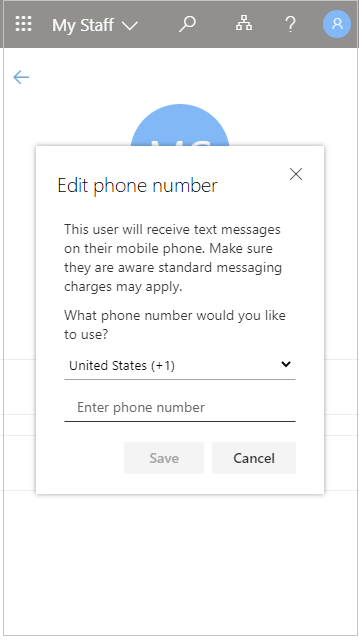 My Staff
?
Edit phone number
This user will receive text messages
on their mobile phone. Make sure
they are aware standard messaging
charges may apply.
What phone number would you like
to use?
United States (+1)
Enter phone number
Save
Cancel